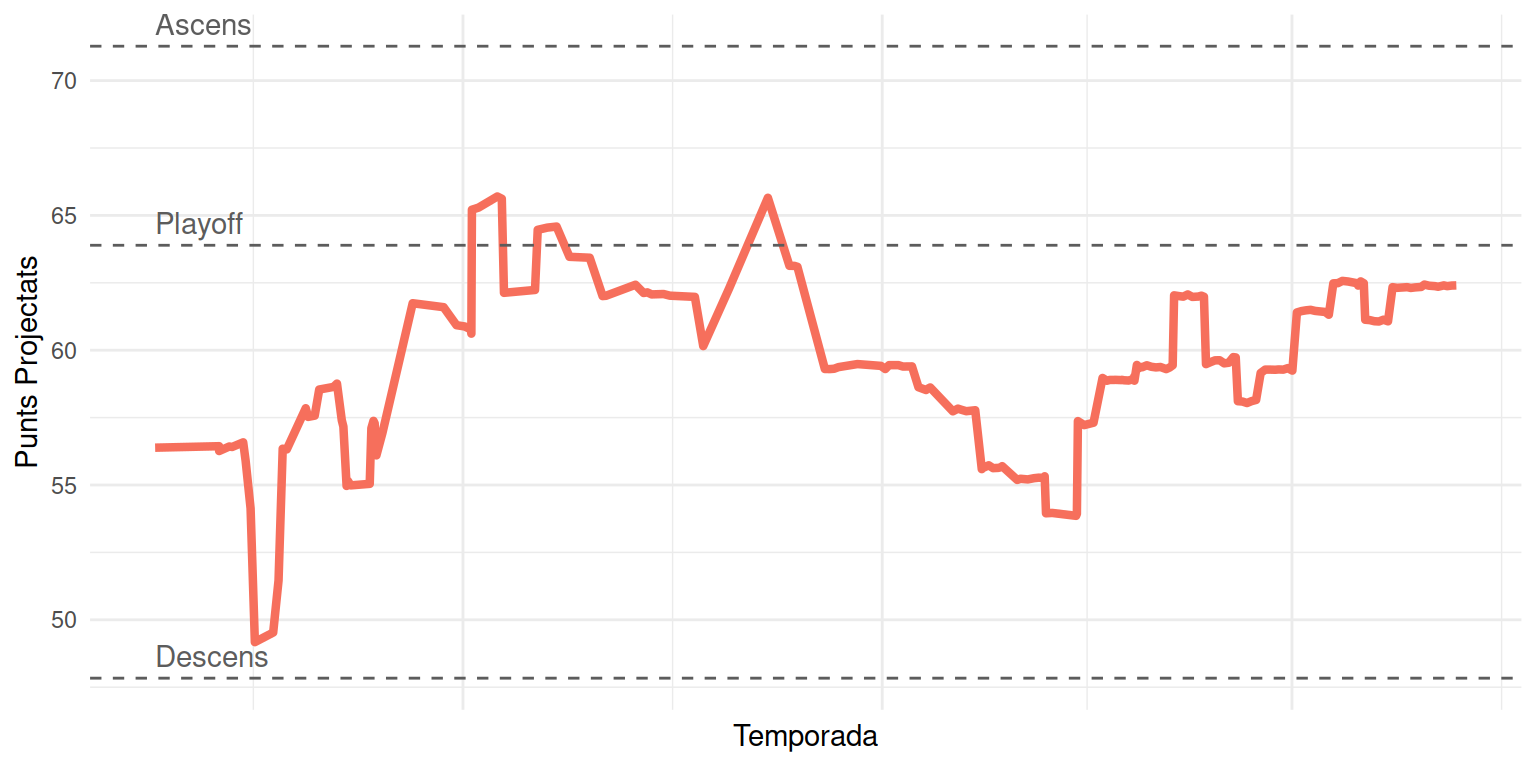 Ascens
70
65
Playoff
60
55
50
Descens
Punts Projectats
Temporada